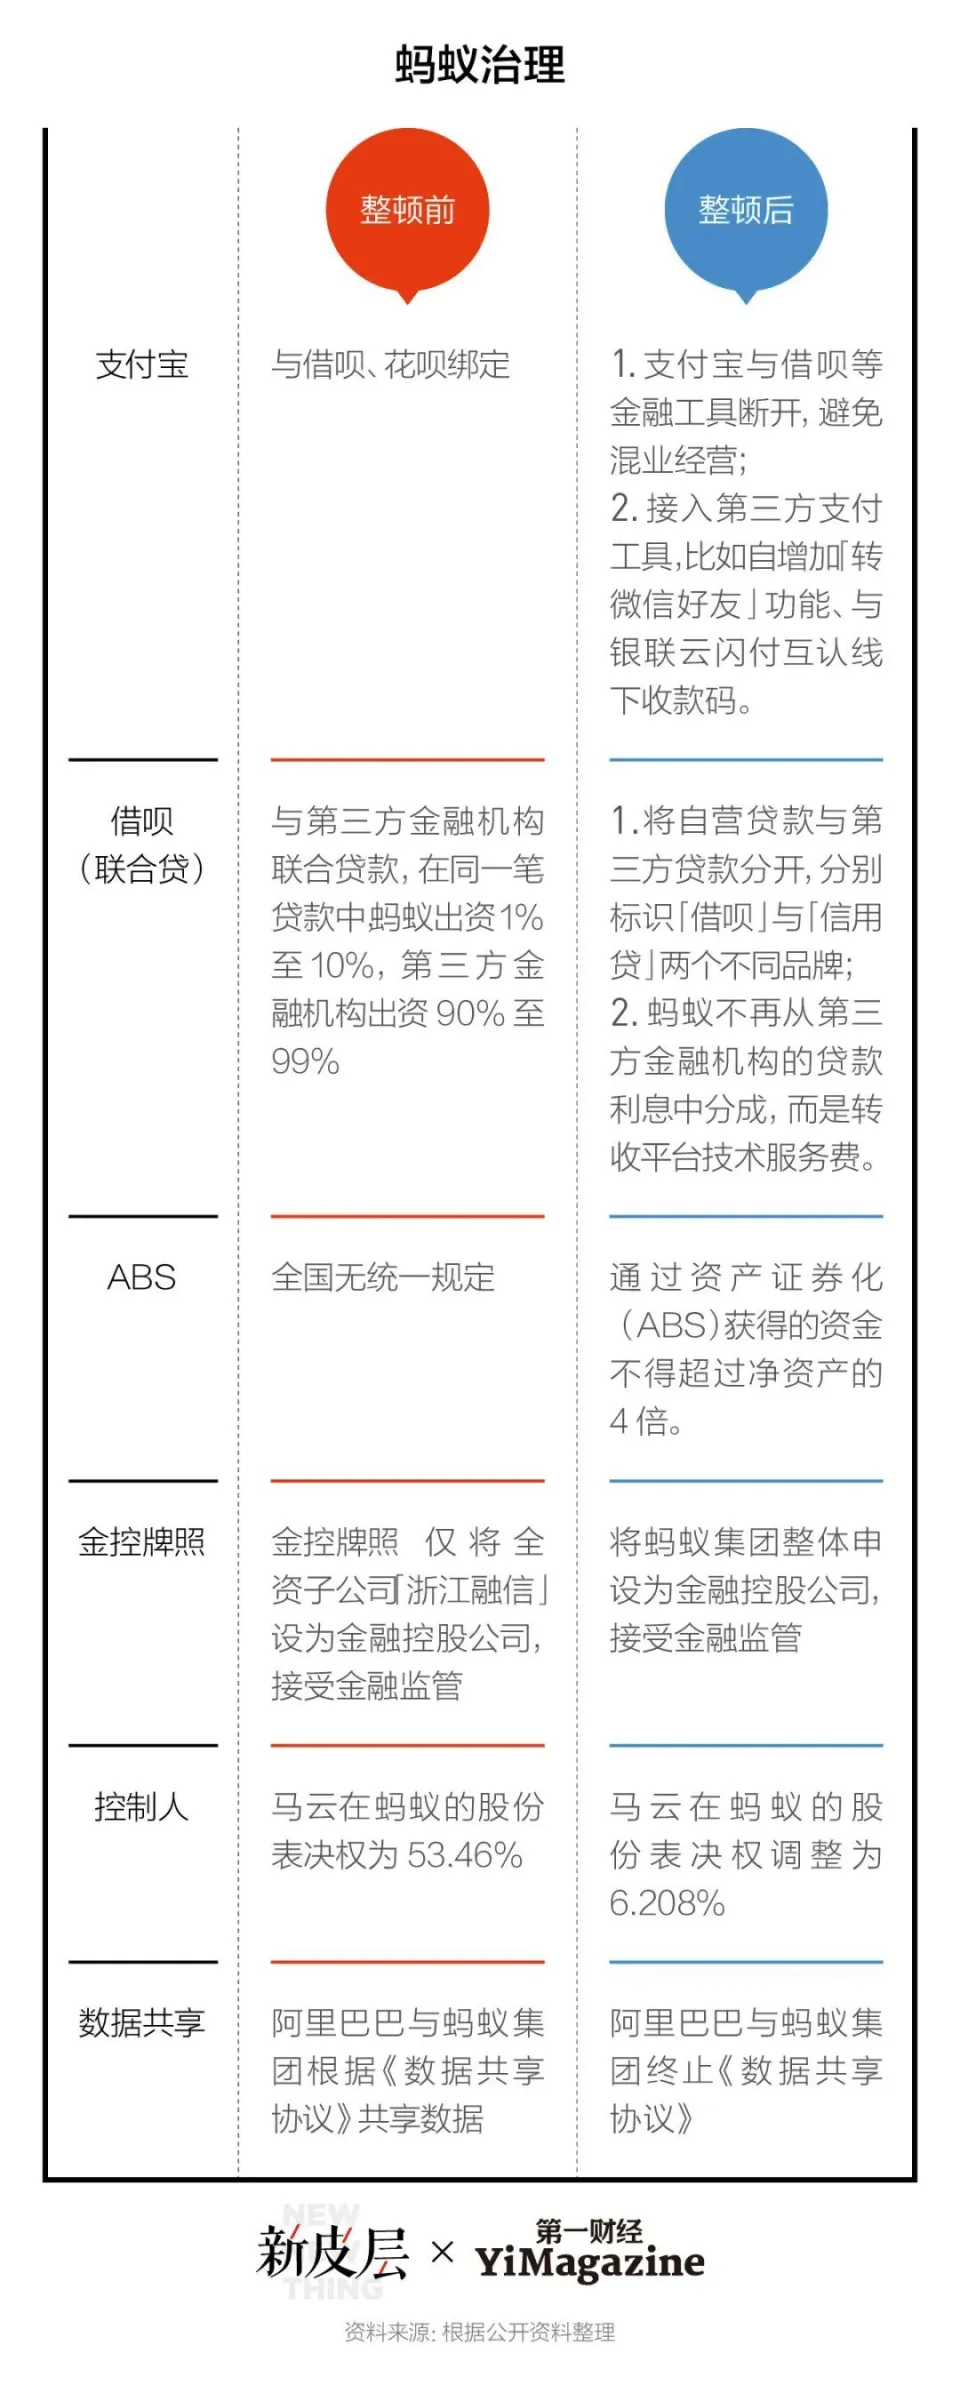 蚂蚁治理
整顿前
整顿后
支付宝
与借呗、花呗绑定
1. 支付宝与借呗等
金融工具断开, 避免
混业经营;
2. 接入第三方支付
工具,比如自增加「转
微信好友」功能、与
银联云闪付互认线
下收款码。
借呗
（联合贷）
与第三方金融机构
联合贷款, 在同一笔
贷款中蚂蚁出资1%
至10%, 第三方金
融机构出资 90% 至
99%
1.将自营贷款与第
三方贷款分开, 分别
标识「借呗」与「信用
贷」两个不同品牌;
2. 蚂蚁不再从第三
方金融机构的贷款
利息中分成, 而是转
收平台技术服务费。
ABS
全国无统一规定
通过资产证券化
（ABS)获得的资金
不得超过净资产的
4 倍。
金控牌照
金控牌照 仅将全
资子公司「浙江融信」
设为金融控股公司,
接受金融监管
将蚂蚁集团整体申
设为金融控股公司,
接受金融监管
控制人
马云在蚂蚁的股份
表决权为 53.46%
马云在蚂蚁的股
份表决权调整为
6.208%
数据共享
阿里巴巴与蚂蚁集
团根据《数据共享
协议》共享数据
阿里巴巴与蚂蚁集
团终止《数据共享
协议》
NEW
新皮层
THING
×
第一财经
YiMagazine
资料来源: 根据公开资料整理